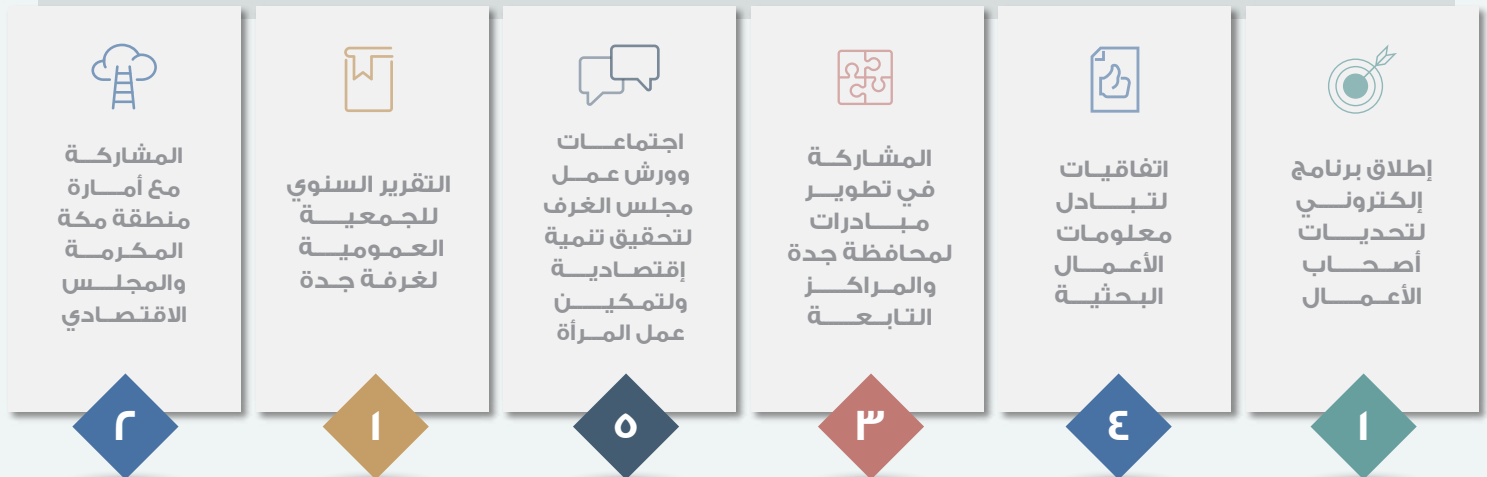 إطلاق برنامج
إلكتروني
لتحديات
أصحاب
الأعمال
١
اتفاقيات
لتبادل
معلومات
الأعمال
البحثية
٤
المشاركة
في تطوير
مبادرات
لمحافظة جدة
والمراكز
التابعة
٣
اجتماعات
وورش عمل
مجلس الغرف
لتحقيق تنمية
إقتصادية
ولتمكين
عمل المرأة
٥
التقرير السنوي
للجمعية
العمومية
لغرفة جدة
١
المشاركة
مع أمارة
منطقة مكة
المكرمة
والمجلس
الاقتصادي
٢